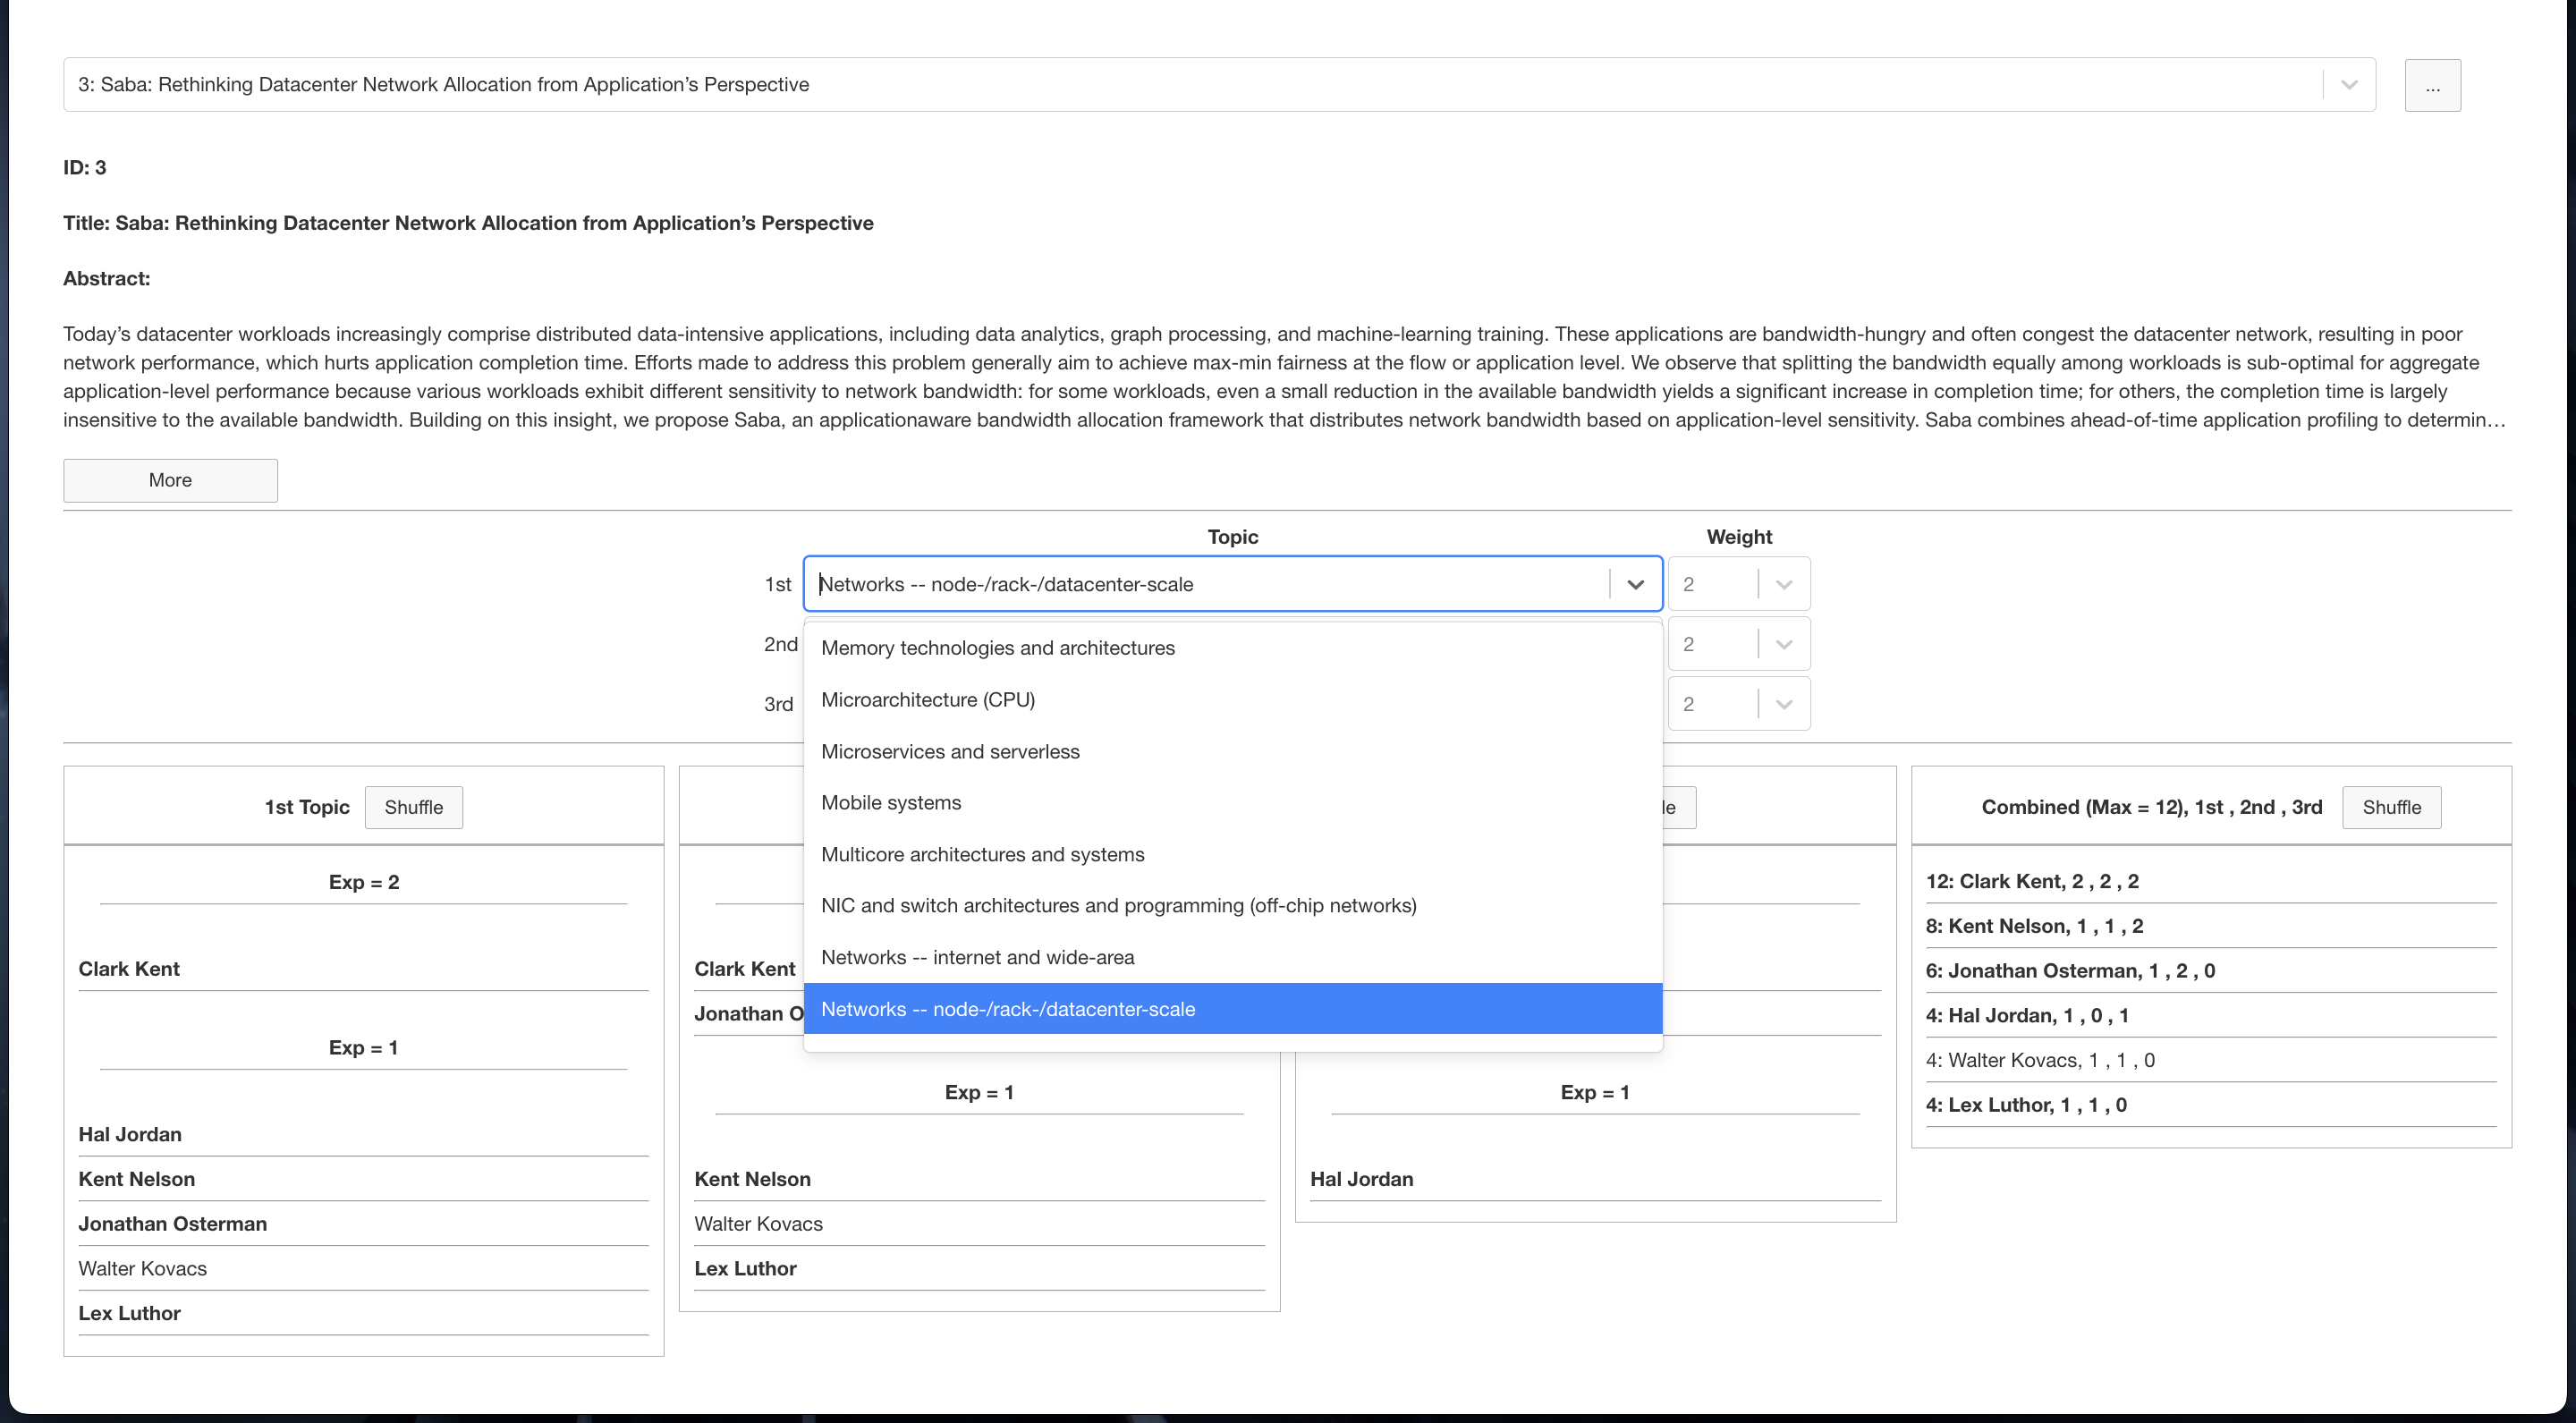 3: Saba: Rethinking Datacenter Network Allocation from Application’s Perspective
...
ID: 3
Title: Saba: Rethinking Datacenter Network Allocation from Application’s Perspective
Abstract:
Today’s datacenter workloads increasingly comprise distributed data-intensive applications, including data analytics, graph processing, and machine-learning training. These applications are bandwidth-hungry and often congest the datacenter network, resulting in poor
network performance, which hurts application completion time. Efforts made to address this problem generally aim to achieve max-min fairness at the flow or application level. We observe that splitting the bandwidth equally among workloads is sub-optimal for aggregate
application-level performance because various workloads exhibit different sensitivity to network bandwidth: for some workloads, even a small reduction in the available bandwidth yields a significant increase in completion time; for others, the completion time is largely
insensitive to the available bandwidth. Building on this insight, we propose Saba, an applicationaware bandwidth allocation framework that distributes network bandwidth based on application-level sensitivity. Saba combines ahead-of-time application profiling to determin…
More
Topic Weight
1st Networks -- node-/rack-/datacenter-scale 2
2nd 2
3rd 2
Memory technologies and architectures
Microarchitecture (CPU)
Microservices and serverless
Mobile systems
Multicore architectures and systems
NIC and switch architectures and programming (off-chip networks)
Networks -- internet and wide-area
Networks -- node-/rack-/datacenter-scale
1st Topic Shuffle
Exp = 2
Clark Kent
Exp = 1
Hal Jordan
Kent Nelson
Jonathan Osterman
Walter Kovacs
Lex Luthor
Clark Kent
Jonathan O
Exp = 1
Kent Nelson
Walter Kovacs
Lex Luthor
le
Exp = 1
Hal Jordan
Combined (Max = 12), 1st , 2nd , 3rd Shuffle
12: Clark Kent, 2 , 2 , 2
8: Kent Nelson, 1 , 1 , 2
6: Jonathan Osterman, 1 , 2 , 0
4: Hal Jordan, 1 , 0 , 1
4: Walter Kovacs, 1 , 1 , 0
4: Lex Luthor, 1 , 1 , 0